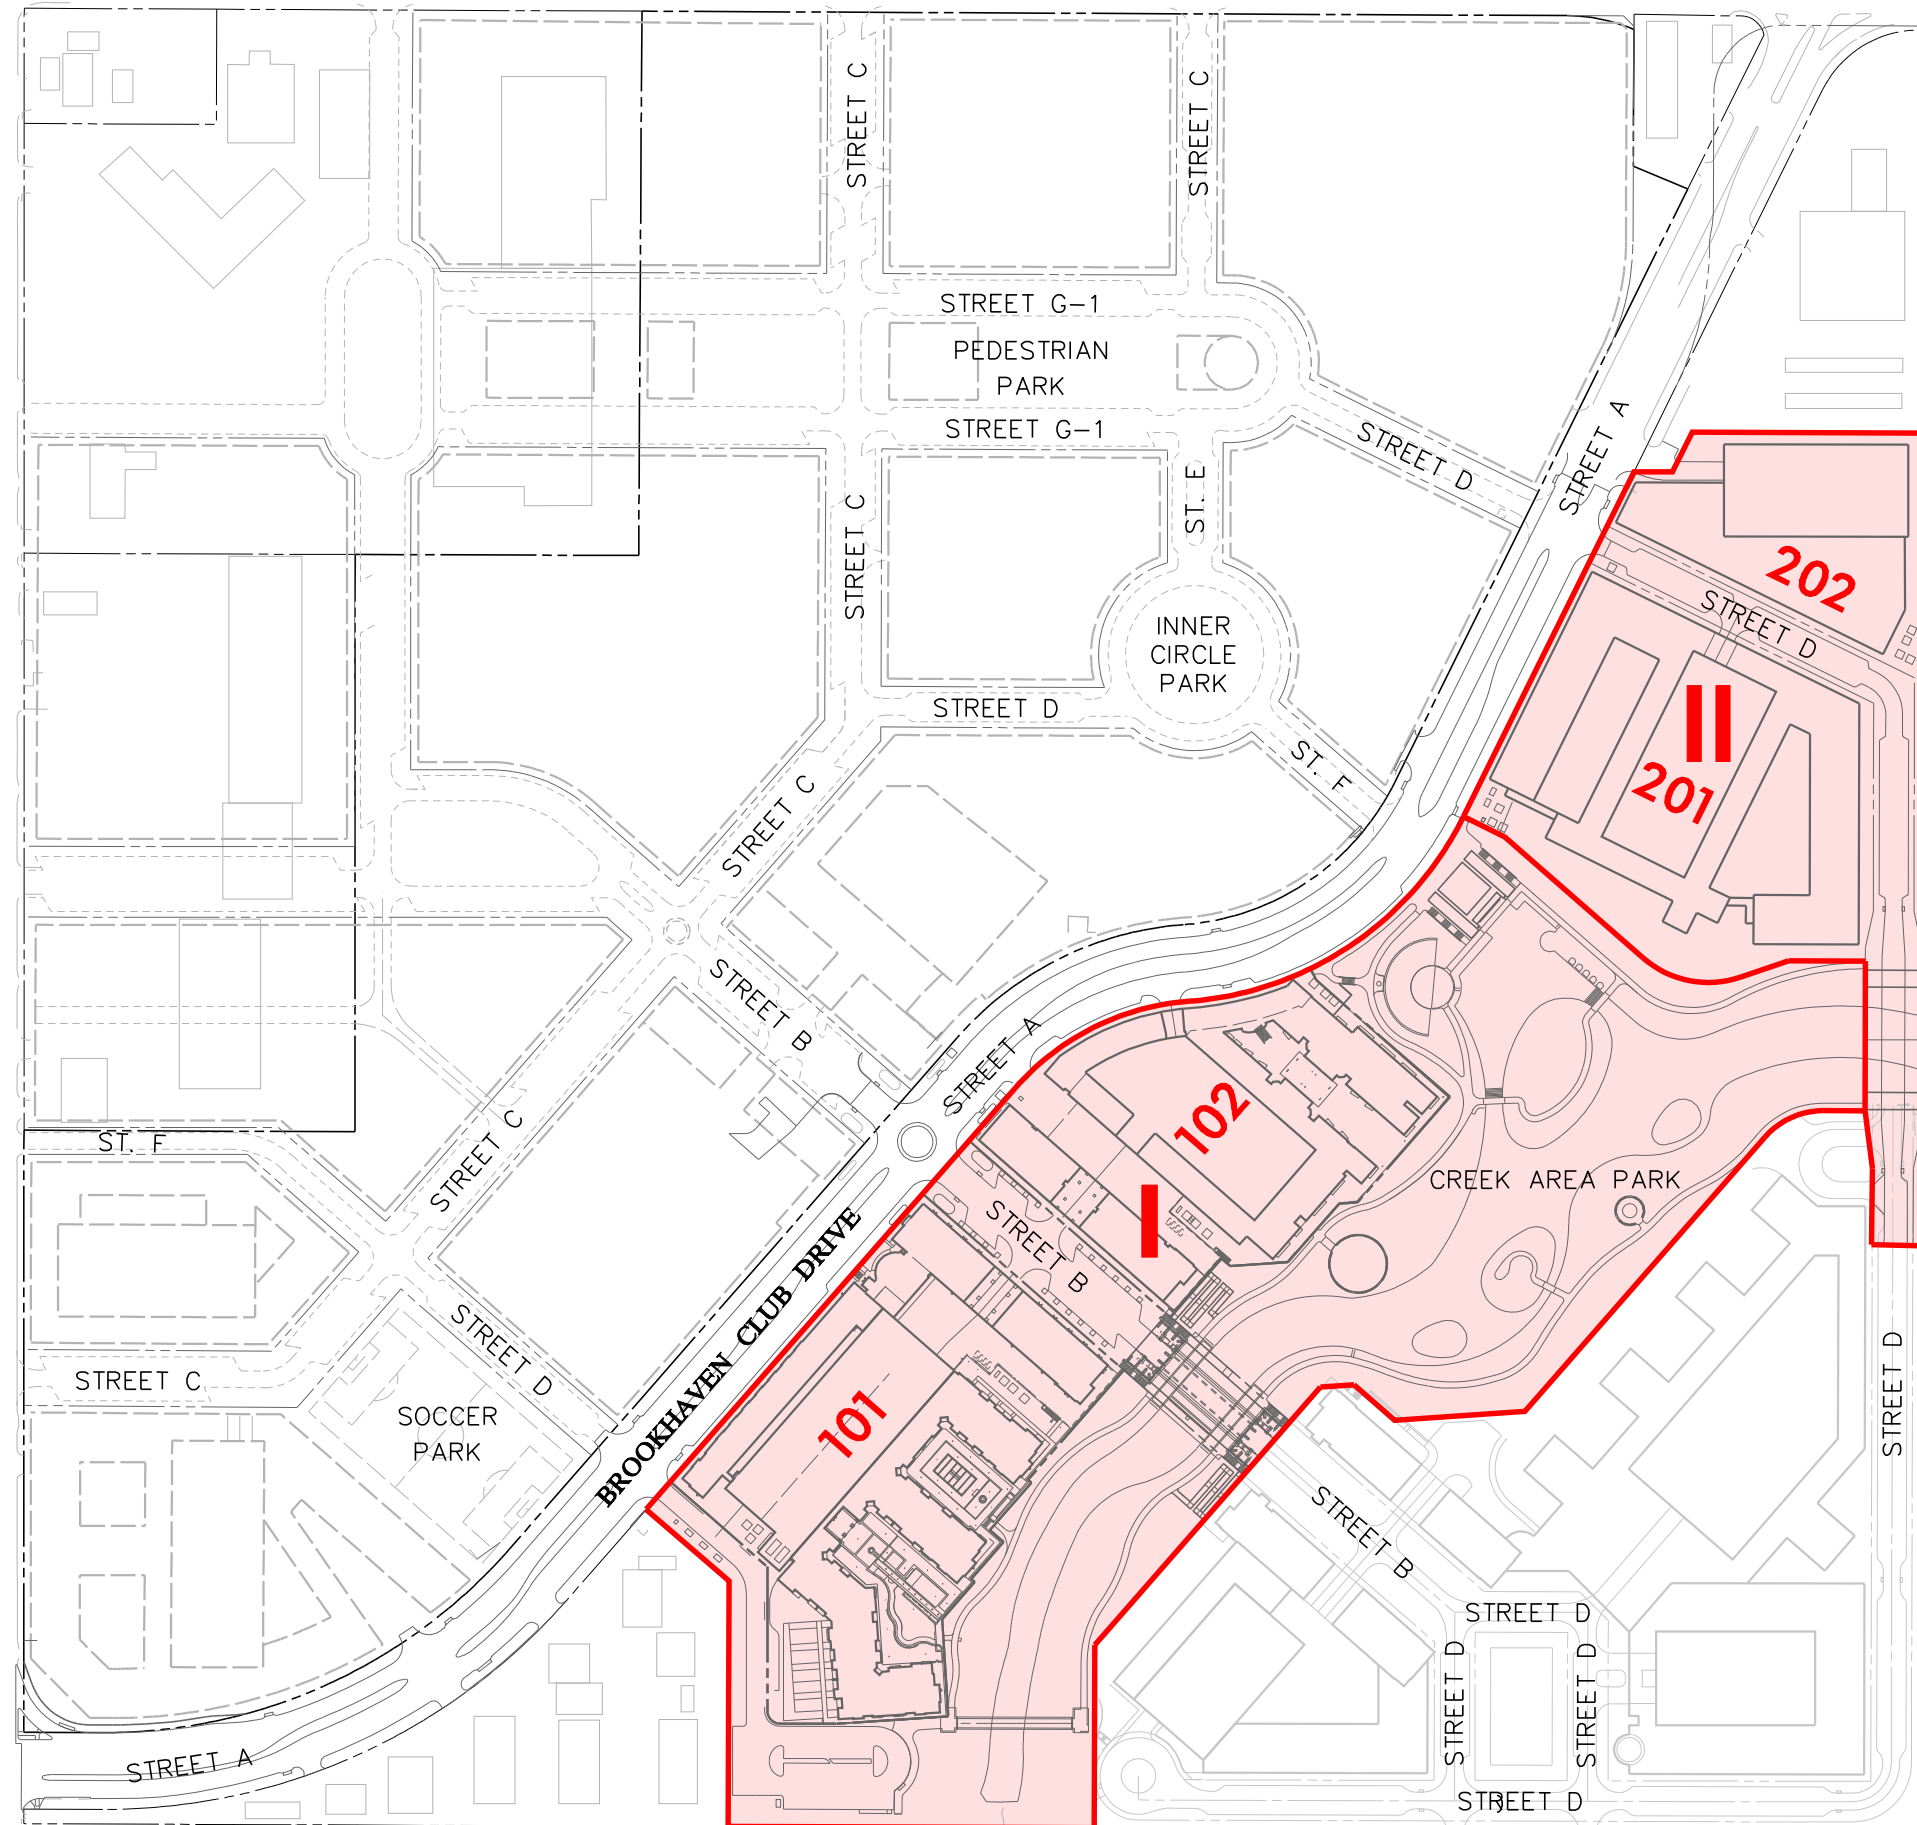 STREET C
STREET C
STREET G-1
PEDESTRIAN
PARK
STREET G-1
STREET D
STREET A
STREET C
ST. E
202
STREET D
INNER
CIRCLE
PARK
STREET D
ST. F
II
201
STREET C
STREET B
STREET A
102
ST. F
STREET C
CREEK AREA PARK
I
STREET B
BROOKHAVEN CLUB DRIVE
STREET D
STREET C
SOCCER
PARK
101
STREET D
STREET B
STREET D
STREET D
STREET D
STREET A
STREET D